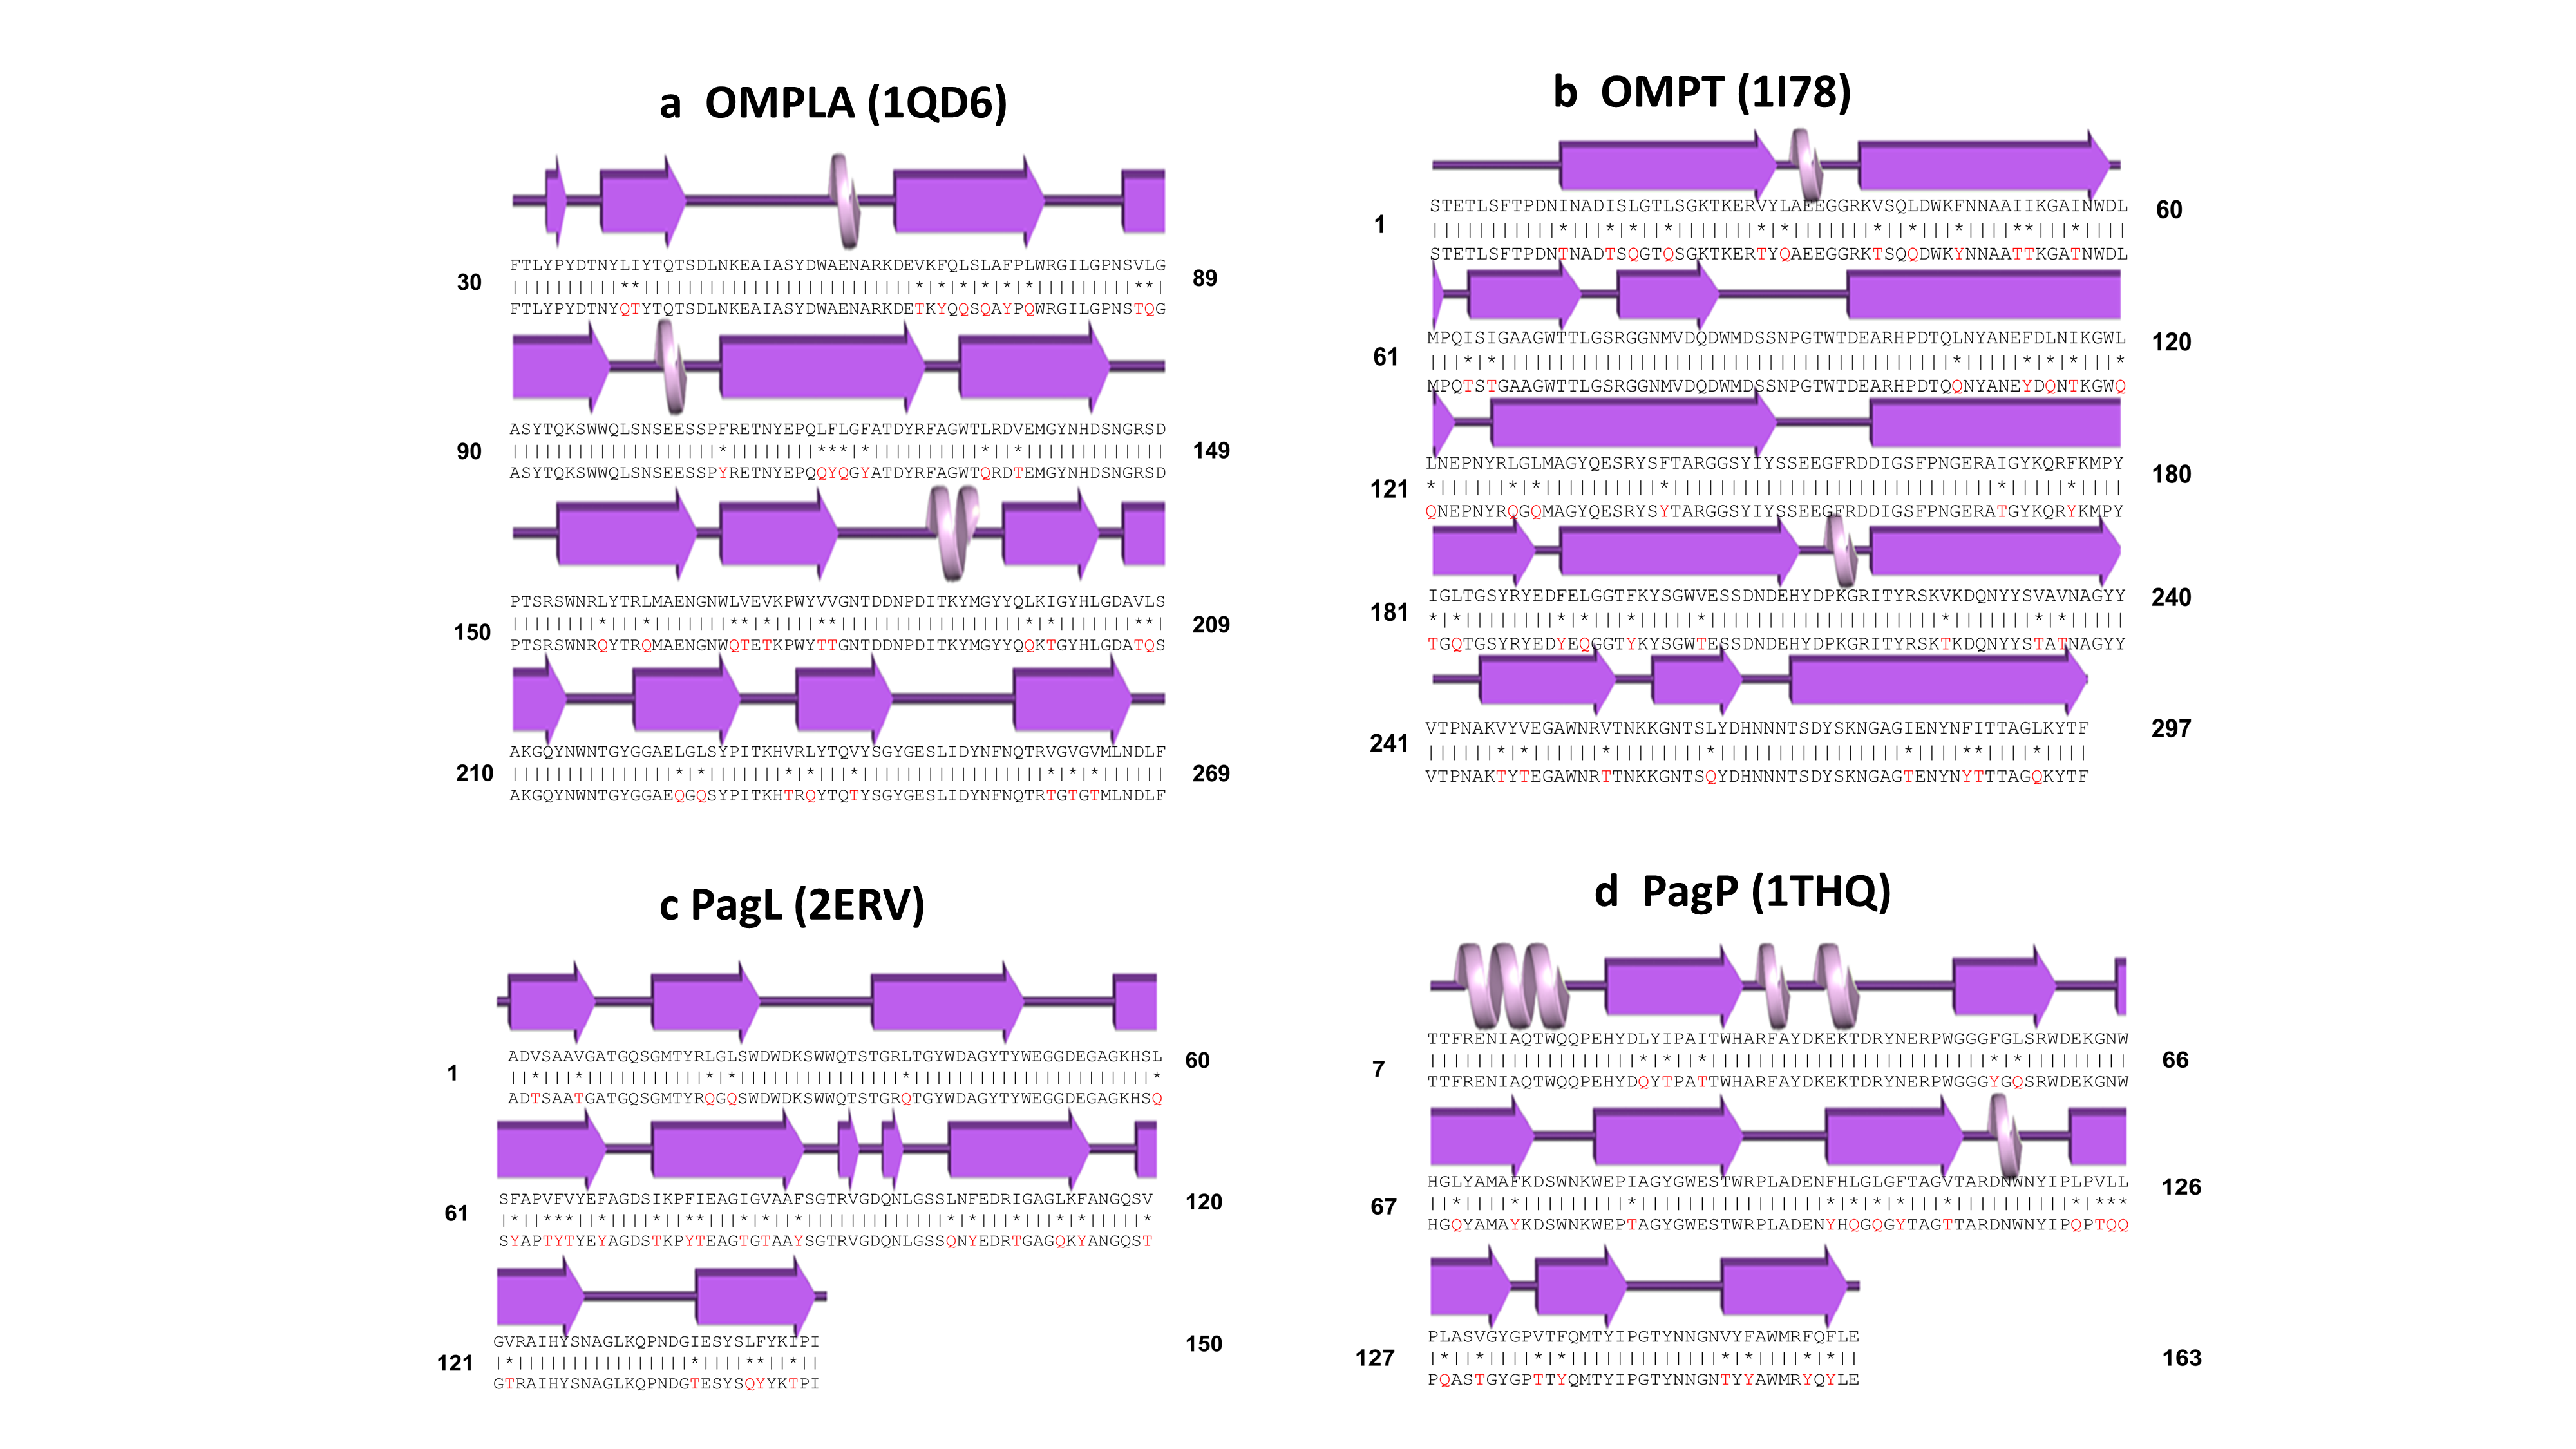 a OMPLA (1QD6)
30 FTLYPYDTNYLIYTQTSDLNKEAIASYDWAENARKDEVKFQLSLAFPLWRGILGPNSVLG 89
||||||||||**|||||||||||||||||||||||||*|*|*|*|*|*|||||||||**|
FTLYPYDTNYQTYTQTSDLNKEAIASYDWAENARKDETKYQQSQAYPQWRGILGPNSTQG
90 ASYTQKSWWQLSNSEESSPFRETNYEPQLFLGFATDYRFAGWTLRDVEMGYNHDSNGRSD 149
|||||||||||||||||||*||||||||***|*||||||||||*||*|||||||||||||
ASYTQKSWWQLSNSEESSPYRETNYEPQQYQGYATDYRFAGWTQRDTEMGYNHDSNGRSD
150 PTSRSWNRLYTRLMAENGNWLVEVKPWYVVGNTDDNPDITKYMGYYQLKIGYHLGDAVLS 209
||||||||*|||*|||||||**|*||||**|||||||||||||||||*|*|||||||**|
PTSRSWNRQYTRQMAENGNWQTETKPWYTTGNTDDNPDITKYMGYYQQKTGYHLGDATQS
210 AKGQYNWNTGYGGAELGLSYPITKHVRLYTQVYSGYGESLIDYNFNQTRVGVGVMLNDLF 269
|||||||||||||||*|*|||||||*|*|||*|||||||||||||||||*|*|*||||||
AKGQYNWNTGYGGAEQGQSYPITKHTRQYTQTYSGYGESLIDYNFNQTRTGTGTMLNDLF
b OMPT (1I78)
1 STETLSFTPDNINADISLGTLSGKTKERVYLAEEGGRKVSQLDWKFNNAAIIKGAINWDL 60
|||||||||||*|||*|*||*|||||||*|*|||||||*||*|||*||||**||||*||||
STETLSFTPDNTNADTSQGTQSGKTKERTYQAEEGGRKTSQQDWKYNNAATTKGATNWDL
61 MPQISIGAAGWTTLGSRGGNMVDQDWMDSSNPGTWTDEARHPDTQLNYANEFDLNIKGWL 120
|||*|*|||||||||||||||||||||||||||||||||||||||*|||||*|*|*|||*
MPQTSTGAAGWTTLGSRGGNMVDQDWMDSSNPGTWTDEARHPDTQQNYANEYDQNTKGWQ
121 LNEPNYRLGLMAGYQESRYSFTARGGSYIYSSEEGFRDDIGSFPNGERAIGYKQRFKMPY 180
*||||||*|*||||||||||*||||||||||||||||||||||||||||*|||||*||||
QNEPNYRQGQMAGYQESRYSYTARGGSYIYSSEEGFRDDIGSFPNGERATGYKQRYKMPY
181 IGLTGSYRYEDFELGGTFKYSGWVESSDNDEHYDPKGRITYRSKVKDQNYYSVAVNAGYY 240
*|*||||||||*|*|||*|||||*||||||||||||||||||||*|||||||*|*|||||
TGQTGSYRYEDYEQGGTYKYSGWTESSDNDEHYDPKGRITYRSKTKDQNYYSTATNAGYY
241 VTPNAKVYVEGAWNRVTNKKGNTSLYDHNNNTSDYSKNGAGIENYNFITTAGLKYTF 297
||||||*|*||||||*||||||||*||||||||||||||||*||||**||||*||||
VTPNAKTYTEGAWNRTTNKKGNTSQYDHNNNTSDYSKNGAGTENYNYTTTAGQKYTF
c PagL (2ERV)
1 ADVSAAVGATGQSGMTYRLGLSWDWDKSWWQTSTGRLTGYWDAGYTYWEGGDEGAGKHSL 60
||*|||*|||||||||||*|*|||||||||||||||*||||||||||||||||||||||*
ADTSAATGATGQSGMTYRQGQSWDWDKSWWQTSTGRQTGYWDAGYTYWEGGDEGAGKHSQ
61 SFAPVFVYEFAGDSIKPFIEAGIGVAAFSGTRVGDQNLGSSLNFEDRIGAGLKFANGQSV 120
|*||***||*||||*||**|||*|*||*|||||||||||||*|*|||*|||*|*|||||*
SYAPTYTYEYAGDSTKPYTEAGTGTAAYSGTRVGDQNLGSSQNYEDRTGAGQKYANGQST
121 GVRAIHYSNAGLKQPNDGIESYSLFYKIPI 150
|*||||||||||||||||*||||**||*||
GTRAIHYSNAGLKQPNDGTESYSQYYKTPI
d PagP (1THQ)
7 TTFRENIAQTWQQPEHYDLYIPAITWHARFAYDKEKTDRYNERPWGGGFGLSRWDEKGNW 66
||||||||||||||||||*|*||*||||||||||||||||||||||||*|*|||||||||
TTFRENIAQTWQQPEHYDQYTPATTWHARFAYDKEKTDRYNERPWGGGYGQSRWDEKGNW
67 HGLYAMAFKDSWNKWEPIAGYGWESTWRPLADENFHLGLGFTAGVTARDNWNYIPLPVLL 126
||*||||*|||||||||*||||||||||||||||*|*|*|*|||*||||||||||*|***
HGQYAMAYKDSWNKWEPTAGYGWESTWRPLADENYHQGQGYTAGTTARDNWNYIPQPTQQ
127 PLASVGYGPVTFQMTYIPGTYNNGNVYFAWMRFQFLE 163
|*||*||||*|*|||||||||||||*|*||||*|*||
PQASTGYGPTTYQMTYIPGTYNNGNTYYAWMRYQYLE